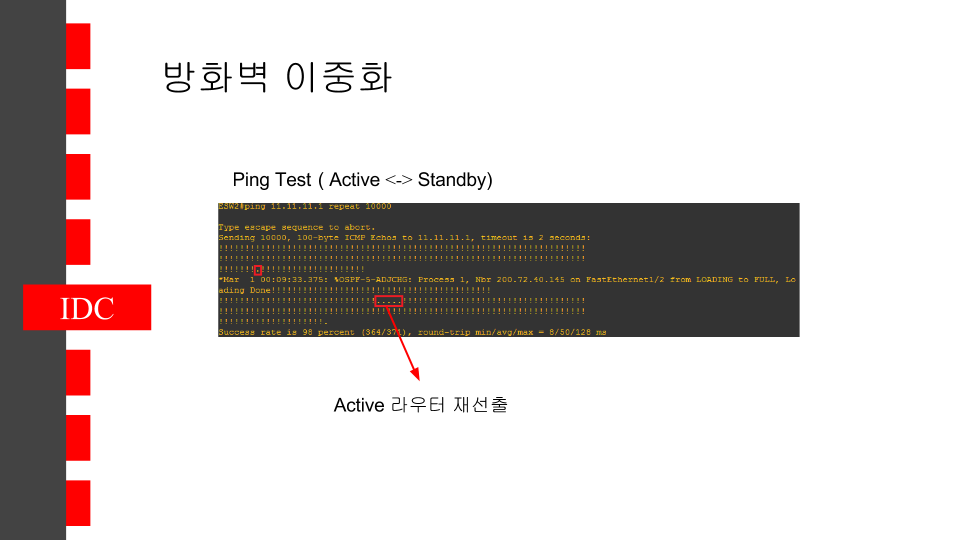 방화벽 이중화
Ping Test ( Active <-> Standby)
ESW2#ping 11.11.11.1 repeat 10000
Type escape sequence to abort.
Sending 10000, 100-byte ICMP Echos to 11.11.11.1, timeout is 2 seconds:
!!!!!!!!!!!!!!!!!!!!!!!!!!!!!!!!!!!!!!!!!!!!!!!!!!!!!!!!!!!!!!!!!!!!!!
!!!!!!!!!!!!!!!!!!!!!!!!!!!!!!!!!!!!!!!!!!!!!!!!!!!!!!!!!!!!!!!!!!!!!!
!!!!!!!.!!!!!!!!!!!!!!!!!!!!
*Mar  1 00:09:33.375: %OSPF-5-ADJCHG: Process 1, Nbr 200.72.40.145 on FastEthernet1/2 from LOADING to FULL, Lo
ading Done!!!!!!!!!!!!!!!!!!!!!!!!!!!!!!!!!!!!!!!!!!
!!!!!!!!!!!!!!!!!!!!!!!!!!!!!!.....!!!!!!!!!!!!!!!!!!!!!!!!!!!!!!!!!!!
!!!!!!!!!!!!!!!!!!!!!!!!!!!!!!!!!!!!!!!!!!!!!!!!!!!!!!!!!!!!!!!!!!!!!!
!!!!!!!!!!!!!!!!!!!!.
Success rate is 98 percent (364/371), round-trip min/avg/max = 8/50/128 ms
IDC
Active 라우터 재선출